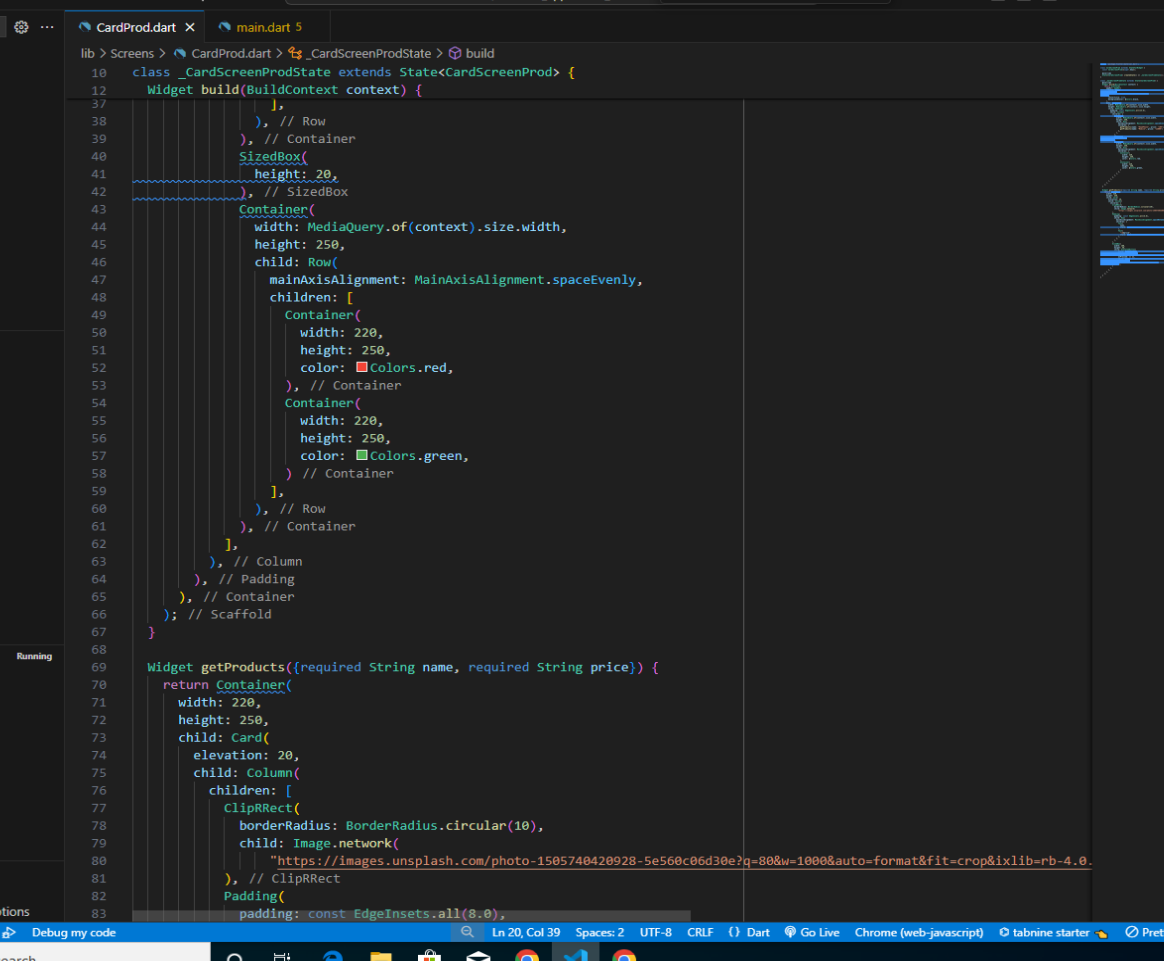 CardProd.dart
main.dart 5
lib > Screens > CardProd.dart > _CardScreenProdState > build
10 class _CardScreenProdState extends State<CardScreenProd> {
12 Widget build(BuildContext context) {
37 ],
38 ), // Row
39 ), // Container
40 SizedBox(
41 height: 20,
42 ), // SizedBox
43 Container(
44 width: MediaQuery.of(context).size.width,
45 height: 250,
46 child: Row(
47 mainAxisAlignment: MainAxisAlignment.spaceEvenly,
48 children: [
49 Container(
50 width: 220,
51 height: 250,
52 color: Colors.red,
53 ), // Container
54 Container(
55 width: 220,
56 height: 250,
57 color: Colors.green,
58 ) // Container
59 ],
60 ), // Row
61 ), // Container
62 ],
63 ), // Column
64 ), // Padding
65 ), // Container
66 ); // Scaffold
67 }
68
69 Widget getProducts({required String name, required String price}) {
70 return Container(
71 width: 220,
72 height: 250,
73 child: Card(
74 elevation: 20,
75 child: Column(
76 children: [
77 ClipRRect(
78 borderRadius: BorderRadius.circular(10),
79 child: Image.network(
80 "https://images.unsplash.com/photo-1505740420928-5e560c06d30e?q=80&w=1000&auto=format&fit=crop&ixlib=rb-4.0.
81 ), // ClipRRect
82 Padding(
83 padding: const EdgeInsets.all(8.0),
Running
tions
Debug my code
Ln 20, Col 39
Spaces: 2
UTF-8
CRLF
{} Dart
Go Live
Chrome (web-javascript)
tabnine starter
Pret
earch